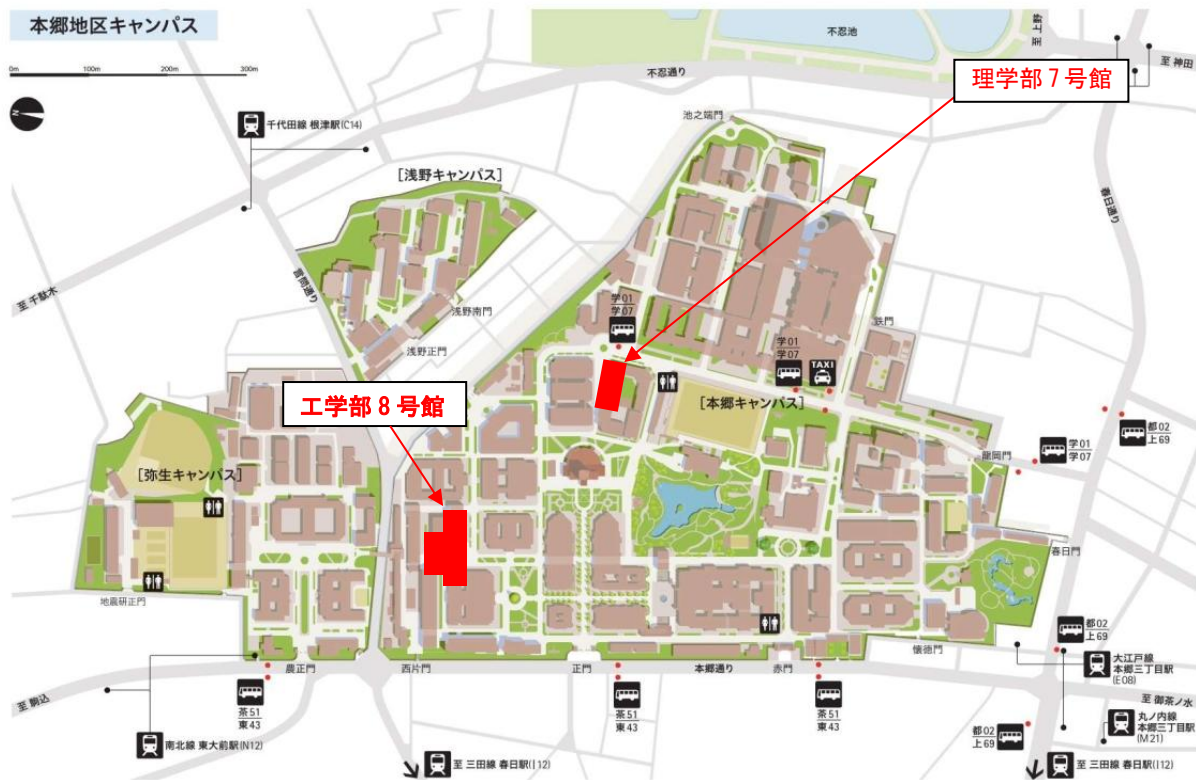 本郷地区キャンパス
0m 100m 200m 300m
不忍池
至 上野
至 神田
不忍通り
理学部７号館
千代田線 根津駅(C14)
池之端門
[浅野キャンパス]
春日通り
至 千駄木
言問通り
浅野南門
浅野正門
学01
学07
鉄門
学01
学07
TAXI
工学部８号館
[本郷キャンパス]
都02
上69
学01
学07
龍岡門
[弥生キャンパス]
春日門
地震研正門
都02
上69
懐徳門
農正門
西片門
正門
本郷通り
赤門
大江戸線
本郷三丁目駅
(E08)
至 駒込
茶51
東43
茶51
東43
茶51
東43
至 御茶ノ水
丸ノ内線
本郷三丁目駅
(M21)
都02
上69
南北線 東大前駅(N12)
至 三田線 春日駅(I12)
至 三田線 春日駅(I12)